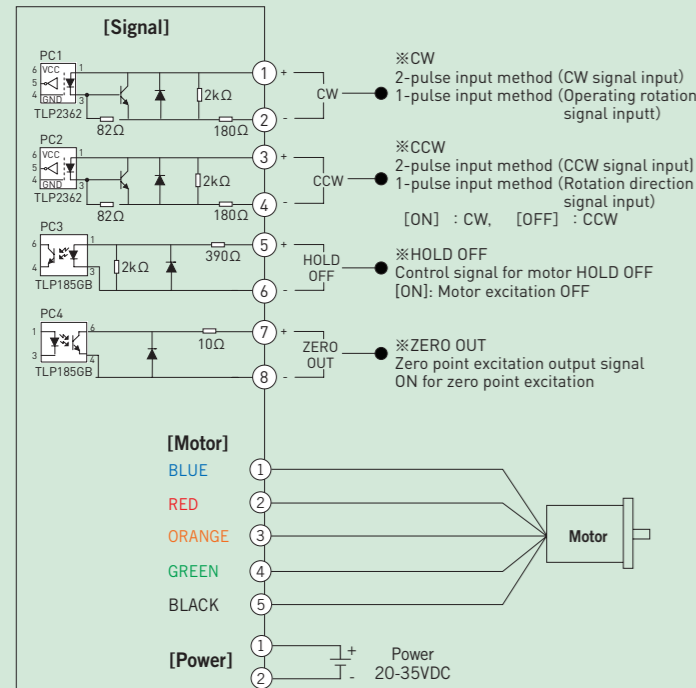 [Signal]
PC1
6 VCC 1
5
4 GND 3
TLP2362
82Ω
2kΩ
180Ω
1 +
CW
2 -
※CW
2-pulse input method (CW signal input)
1-pulse input method (Operating rotation
signal inputt)
PC2
6 VCC 1
5
4 GND 3
TLP2362
82Ω
2kΩ
180Ω
3 +
CCW
4 -
※CCW
2-pulse input method (CCW signal input)
1-pulse input method (Rotation direction
signal input)
[ON] : CW, [OFF] : CCW
PC3
6 1
4 3
TLP185GB
2kΩ
390Ω
5 +
HOLD
OFF
6 -
※HOLD OFF
Control signal for motor HOLD OFF
[ON]: Motor excitation OFF
PC4
1 6
3 4
TLP185GB
10Ω
7 +
ZERO
OUT
8 -
※ZERO OUT
Zero point excitation output signal
ON for zero point excitation
[Motor]
BLUE 1
RED 2
ORANGE 3
GREEN 4
BLACK 5
Motor
[Power]
1 +
2 -
Power
20-35VDC